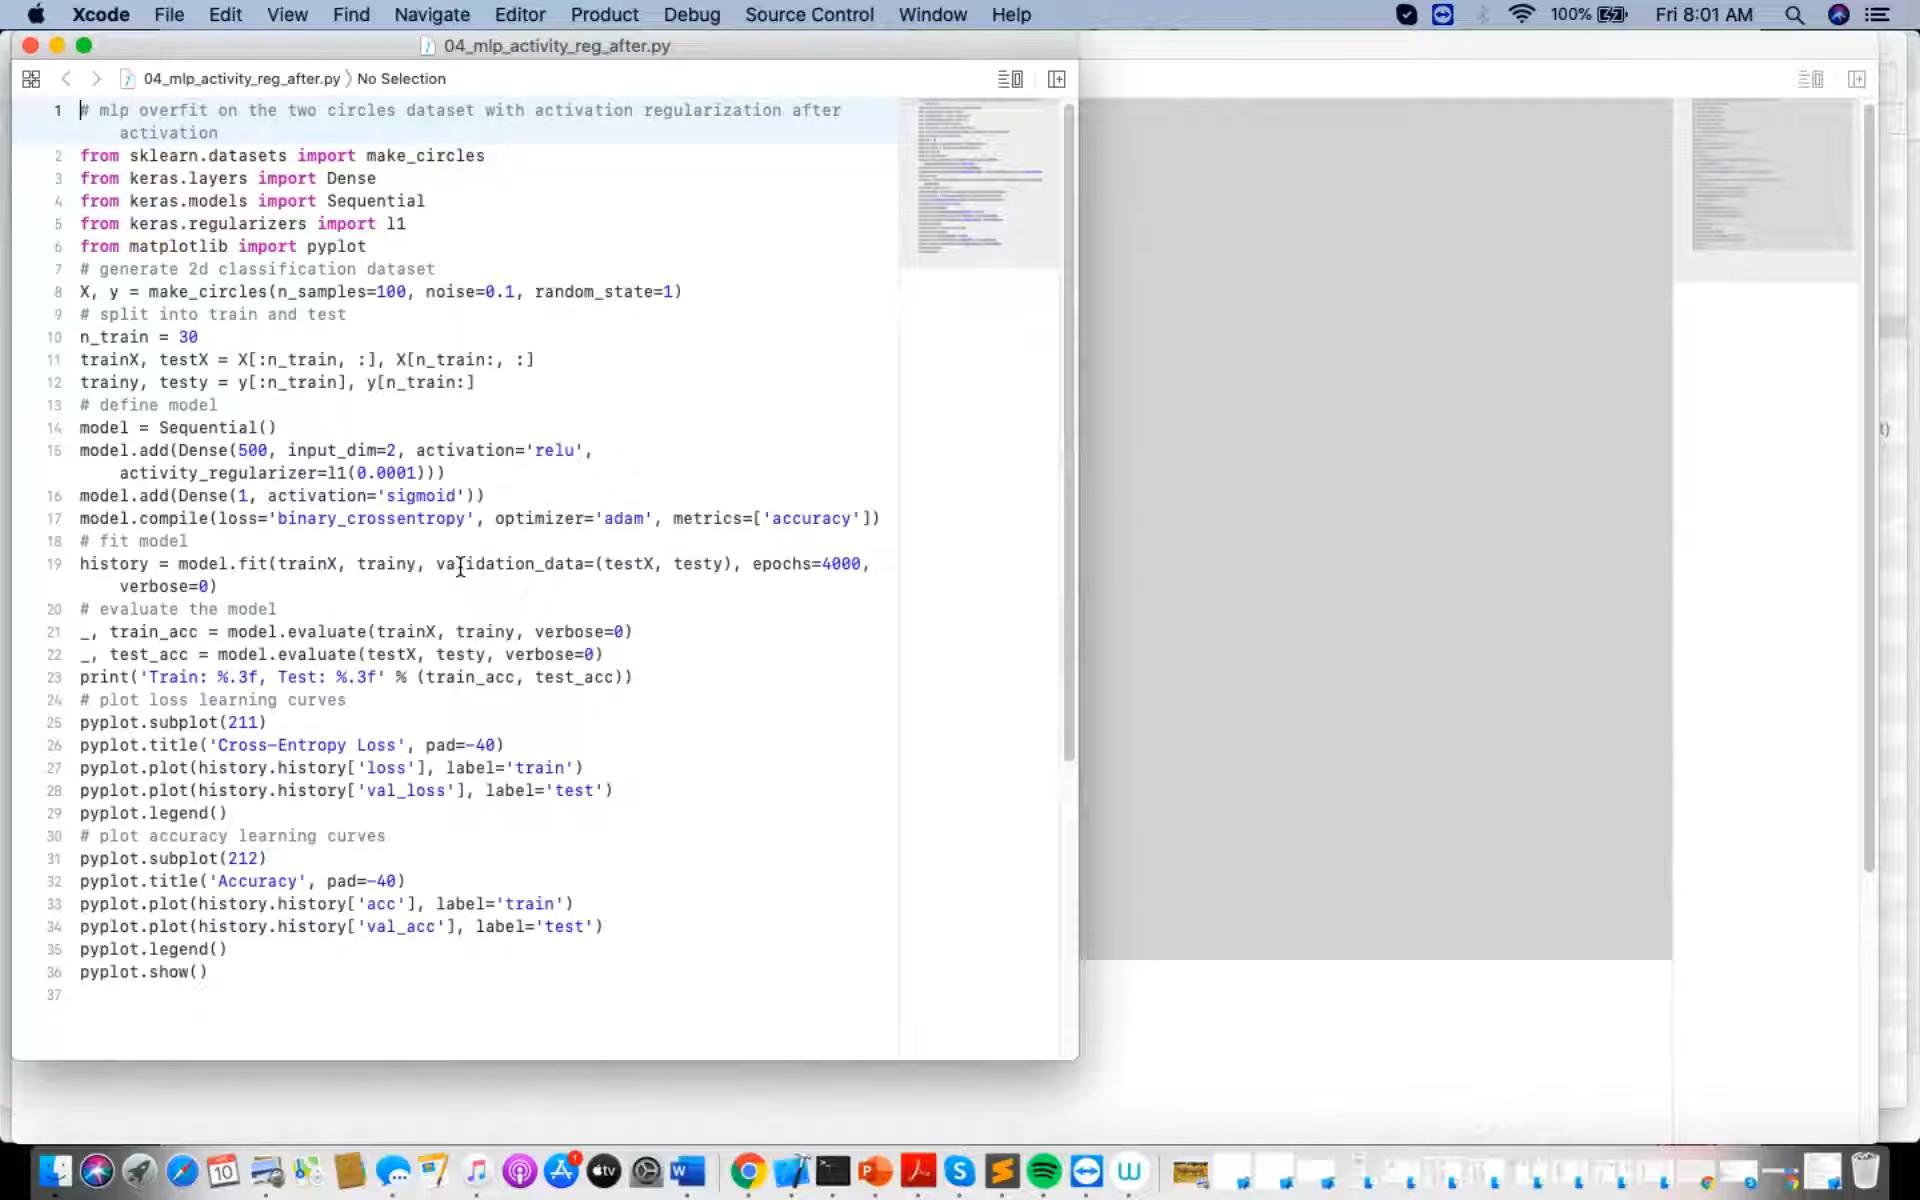 Xcode File Edit View Find Navigate Editor Product Debug Source Control Window Help 100% Fri 8:01 AM
04_mlp_activity_reg_after.py
04_mlp_activity_reg_after.py ⟩ No Selection
1 # mlp overfit on the two circles dataset with activation regularization after
activation
2 from sklearn.datasets import make_circles
3 from keras.layers import Dense
4 from keras.models import Sequential
5 from keras.regularizers import l1
6 from matplotlib import pyplot
7 # generate 2d classification dataset
8 X, y = make_circles(n_samples=100, noise=0.1, random_state=1)
9 # split into train and test
10 n_train = 30
11 trainX, testX = X[:n_train, :], X[n_train:, :]
12 trainy, testy = y[:n_train], y[n_train:]
13 # define model
14 model = Sequential()
15 model.add(Dense(500, input_dim=2, activation='relu',
activity_regularizer=l1(0.0001)))
16 model.add(Dense(1, activation='sigmoid'))
17 model.compile(loss='binary_crossentropy', optimizer='adam', metrics=['accuracy'])
18 # fit model
19 history = model.fit(trainX, trainy, validation_data=(testX, testy), epochs=4000,
verbose=0)
20 # evaluate the model
21 _, train_acc = model.evaluate(trainX, trainy, verbose=0)
22 _, test_acc = model.evaluate(testX, testy, verbose=0)
23 print('Train: %.3f, Test: %.3f' % (train_acc, test_acc))
24 # plot loss learning curves
25 pyplot.subplot(211)
26 pyplot.title('Cross-Entropy Loss', pad=-40)
27 pyplot.plot(history.history['loss'], label='train')
28 pyplot.plot(history.history['val_loss'], label='test')
29 pyplot.legend()
30 # plot accuracy learning curves
31 pyplot.subplot(212)
32 pyplot.title('Accuracy', pad=-40)
33 pyplot.plot(history.history['acc'], label='train')
34 pyplot.plot(history.history['val_acc'], label='test')
35 pyplot.legend()
36 pyplot.show()
37
10
tv
W
P
S
W